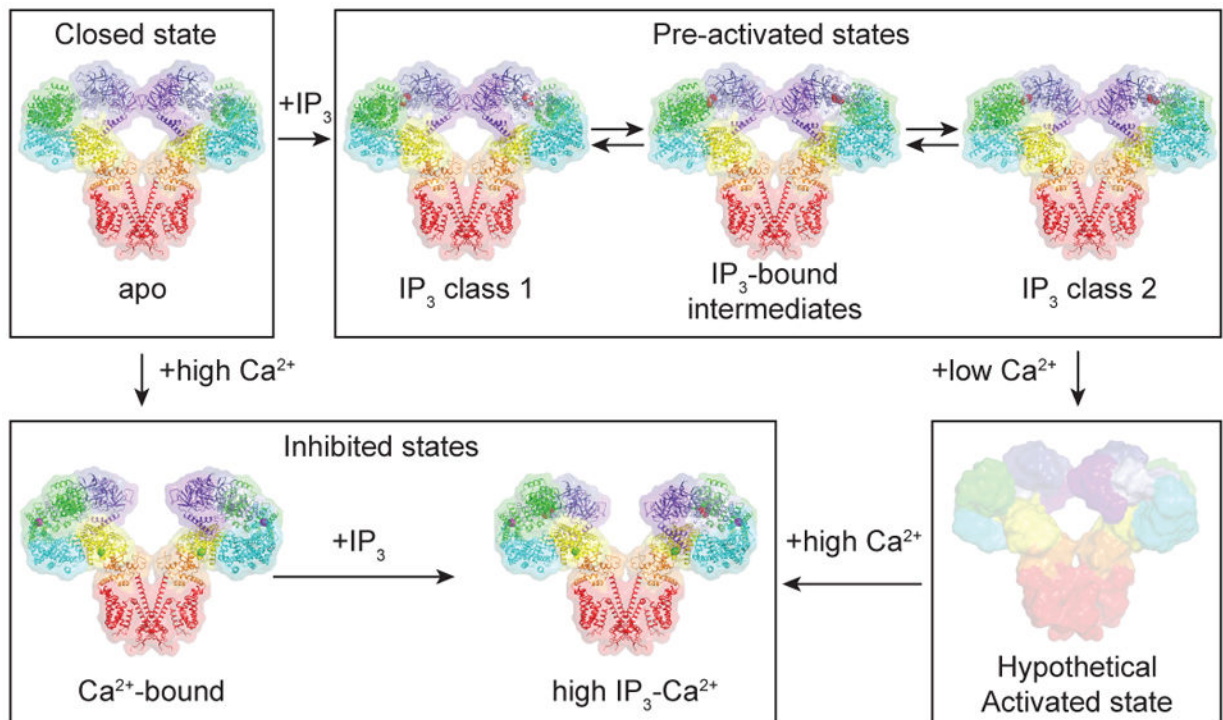 Closed state
Pre-activated states
+IP₃
apo
IP₃ class 1
IP₃-bound
intermediates
IP₃ class 2
+high Ca²⁺
+low Ca²⁺
Inhibited states
+IP₃
+high Ca²⁺
Ca²⁺-bound
high IP₃-Ca²⁺
Hypothetical
Activated state